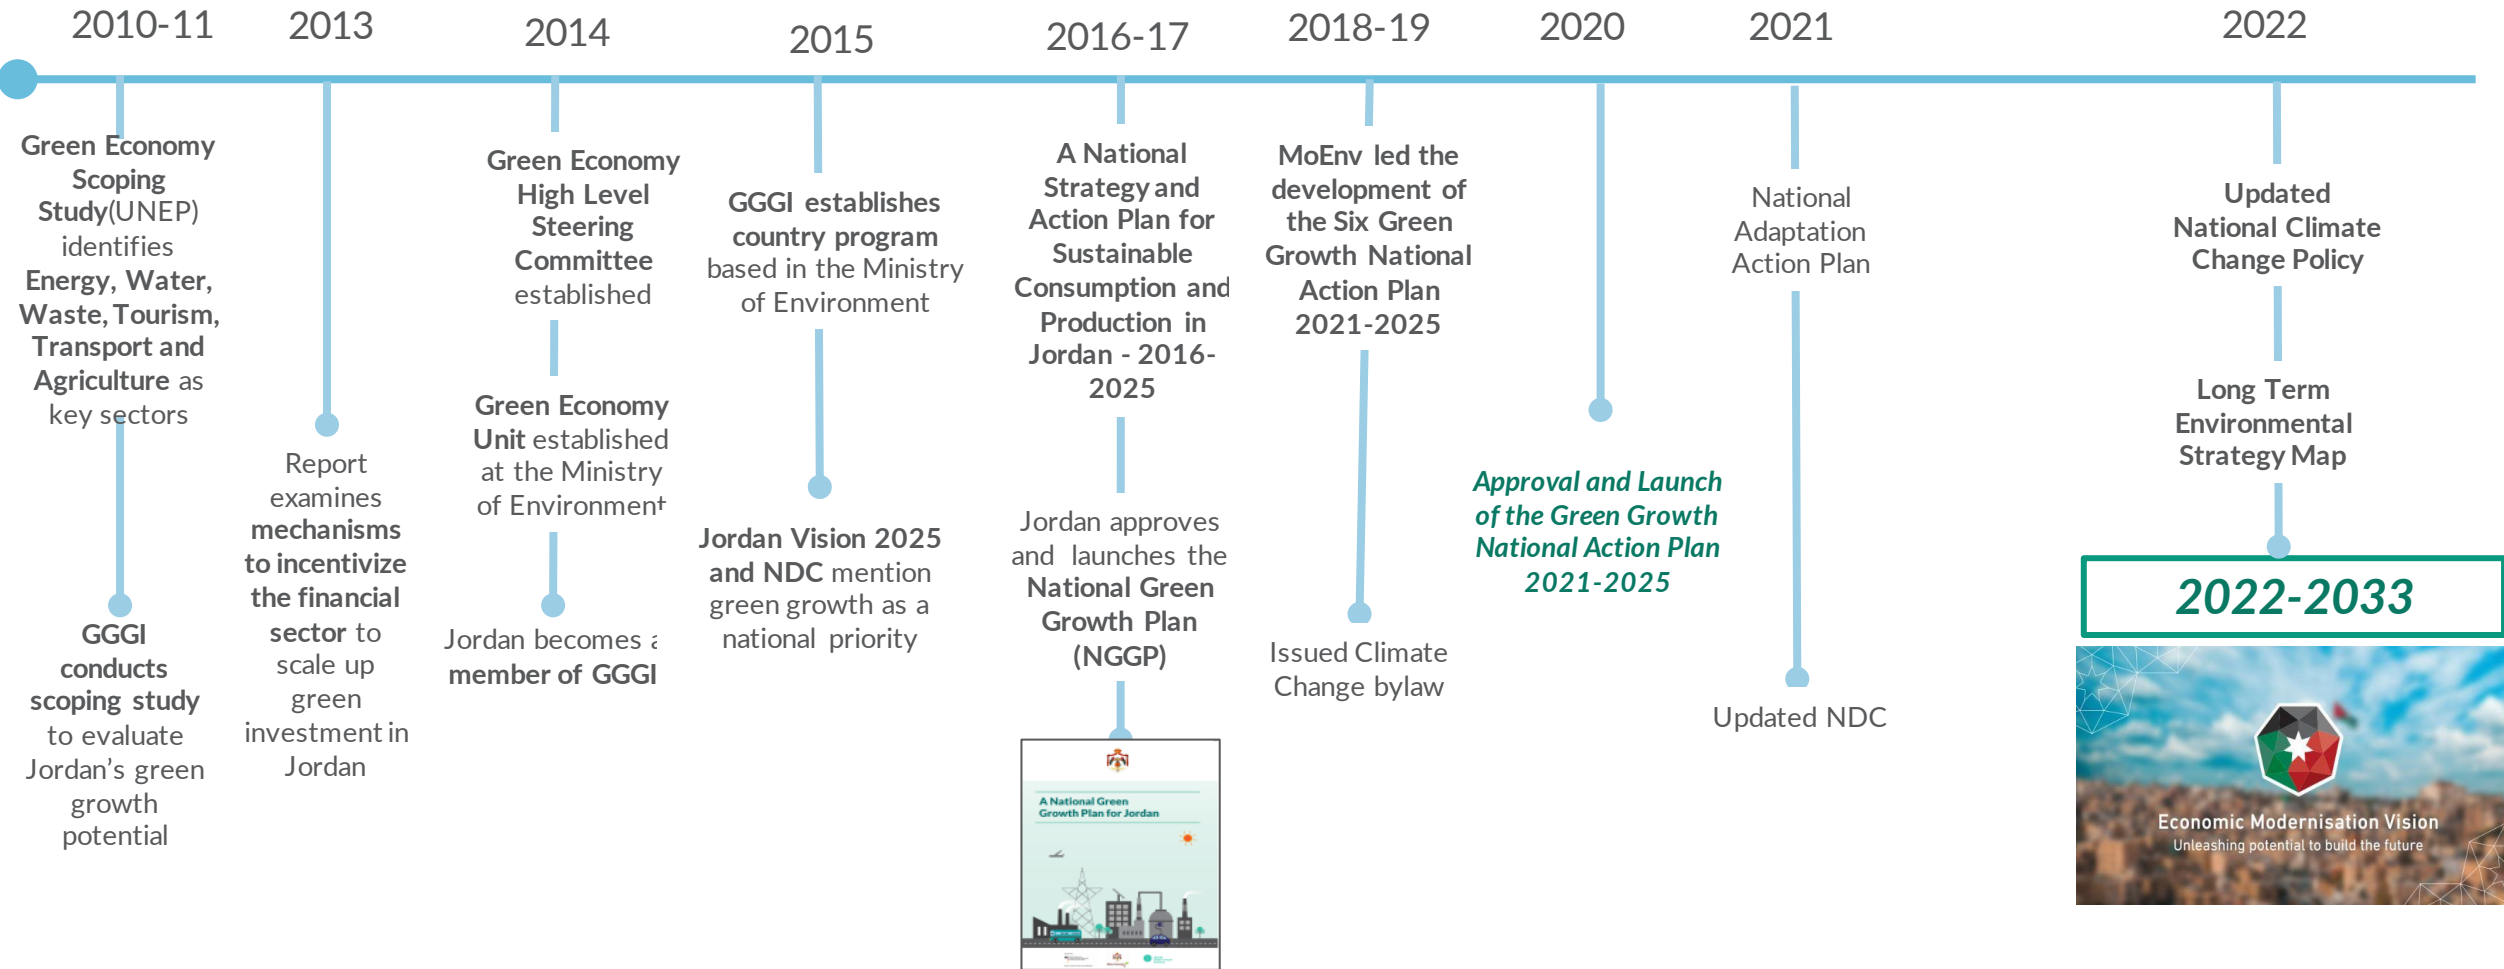 2010-11
Green Economy
Scoping
Study(UNEP)
identifies
Energy, Water,
Waste, Tourism,
Transport and
Agriculture as
key sectors
GGGI
conducts
scoping study
to evaluate
Jordan's green
growth
potential
2013
Report
examines
mechanisms
to incentivize
the financial
sector to
scale up
green
investment in
Jordan
2014
Green Economy
High Level
Steering
Committee
established
Green Economy
Unit established
at the Ministry
of Environment
Jordan becomes a
member of GGGI
2015
GGGI establishes
country program
based in the Ministry
of Environment
Jordan Vision 2025
and NDC mention
green growth as a
national priority
2016-17
A National
Strategy and
Action Plan for
Sustainable
Consumption and
Production in
Jordan - 2016-
2025
Jordan approves
and launches the
National Green
Growth Plan
(NGGP)
A National Green
Growth Plan for Jordan
2018-19
MoEnv led the
development of
the Six Green
Growth National
Action Plan
2021-2025
Issued Climate
Change bylaw
2020
Approval and Launch
of the Green Growth
National Action Plan
2021-2025
2021
National
Adaptation
Action Plan
Updated NDC
2022
Updated
National Climate
Change Policy
Long Term
Environmental
Strategy Map
2022-2033
Economic Modernisation Vision
Unleashing potential to build the future